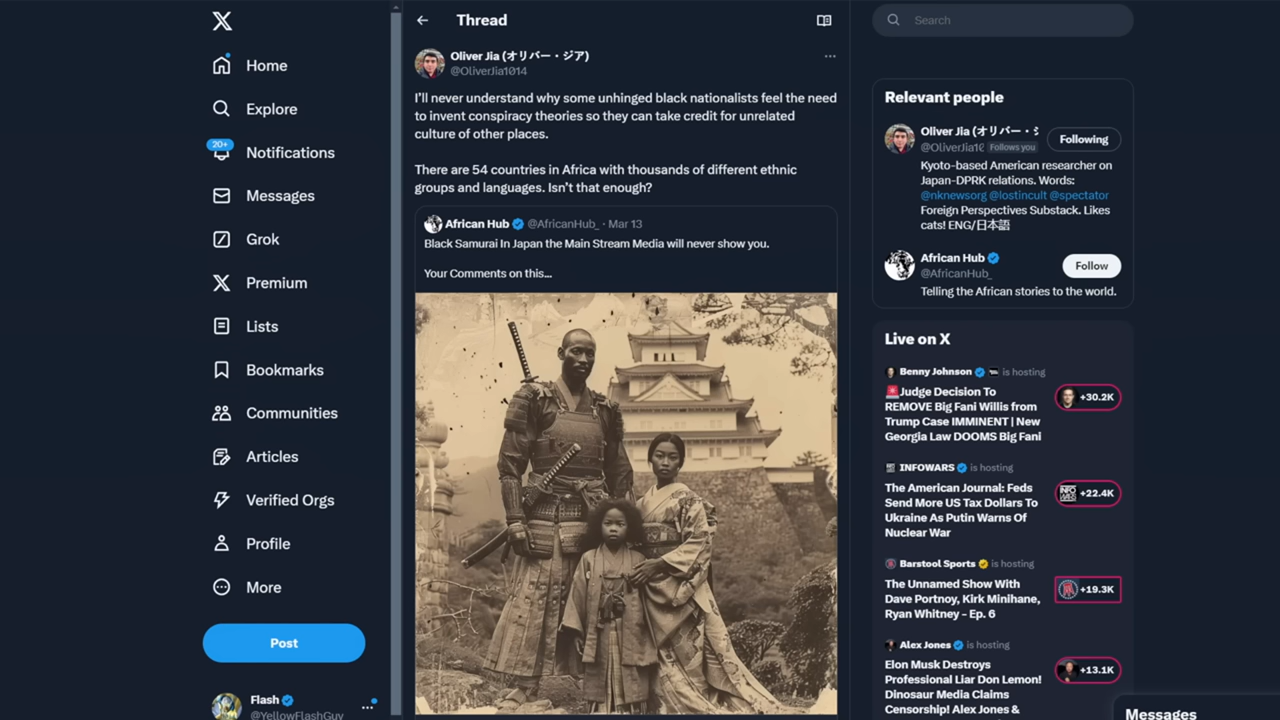 Home
Explore
20+
Notifications
Messages
Grok
Premium
Lists
Bookmarks
Communities
Articles
Verified Orgs
Profile
More
Post
Flash
@YellowFlashGuy
Thread
Oliver Jia (オリバー・ジア)
@OliverJia1014
I'll never understand why some unhinged black nationalists feel the need
to invent conspiracy theories so they can take credit for unrelated
culture of other places.
There are 54 countries in Africa with thousands of different ethnic
groups and languages. Isn't that enough?
African Hub @AfricanHub_ · Mar 13
Black Samurai In Japan the Main Stream Media will never show you.
Your Comments on this...
Search
Relevant people
Oliver Jia (オリバー・
Following
@OliverJia1 Follows you
Kyoto-based American researcher on
Japan-DPRK relations. Words:
@nknewsorg @lostincult @spectator
Foreign Perspectives Substack. Likes
cats! ENG/日本語
African Hub
@AfricanHub_
Follow
Telling the African stories to the world.
Live on X
Benny Johnson is hosting
🚨Judge Decision To
REMOVE Big Fani Willis from
Trump Case IMMINENT | New
Georgia Law DOOMS Big Fani
+30.2K
INFOWARS is hosting
The American Journal: Feds
Send More US Tax Dollars To
Ukraine As Putin Warns Of
Nuclear War
+22.4K
Barstool Sports is hosting
The Unnamed Show With
Dave Portnoy, Kirk Minihane,
Ryan Whitney - Ep. 6
+19.3K
Alex Jones is hosting
Elon Musk Destroys
Professional Liar Don Lemon!
Dinosaur Media Claims
Censorship! Alex Jones &
+13.1K
Messages